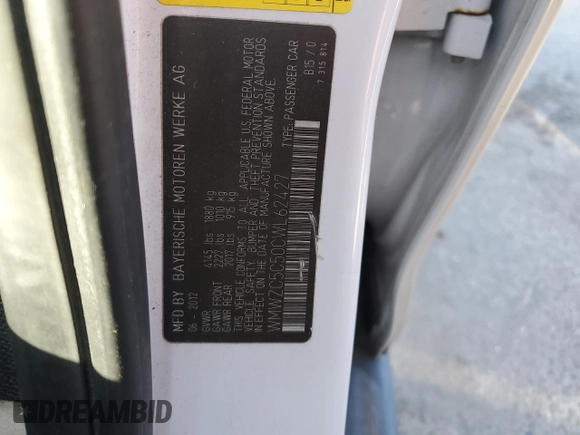 MFD BY BAYERISCHE MOTOREN WERKE AG
06 - 2012
GVWR 4145 lbs 1880 kg
GAWR FRONT 2227 lbs 1010 kg
GAWR REAR 2017 lbs 915 kg
THIS VEHICLE CONFORMS TO ALL APPLICABLE U.S. FEDERAL MOTOR
VEHICLE SAFETY, BUMPER AND THEFT PREVENTION STANDARDS
IN EFFECT ON THE DATE OF MANUFACTURE SHOWN ABOVE.
WMWZC5C50CWL62427
TYPE: PASSENGER CAR
B15 / 0
7 315 814
DREAMBID